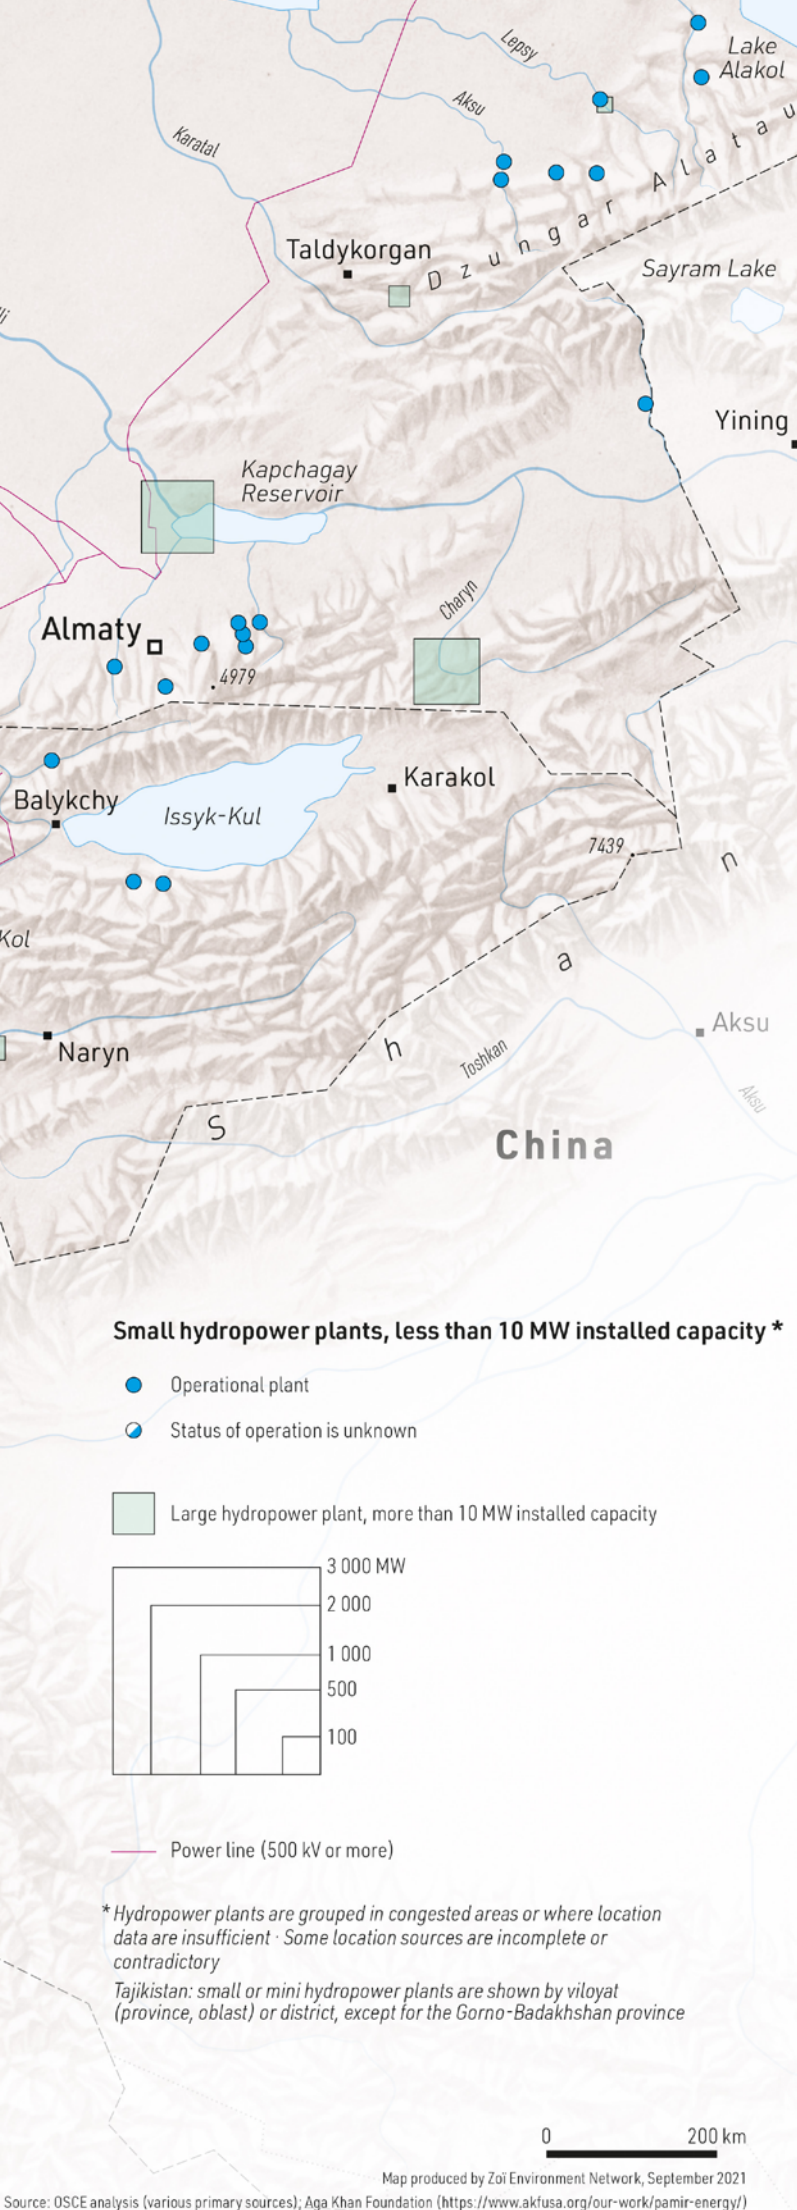 Lepsy
Lake
Alakol
Aksu
Karatal
Dzungar Alatau
Taldykorgan
Sayram Lake
Yining
Kapchagay
Reservoir
Charyn
Almaty
4979
Karakol
Balykchy
Issyk-Kul
7439
n
Kol
a
Aksu
Naryn
h
Toshkan
Aksu
S
China
Small hydropower plants, less than 10 MW installed capacity *
Operational plant
Status of operation is unknown
Large hydropower plant, more than 10 MW installed capacity
3 000 MW
2 000
1 000
500
100
Power line (500 kV or more)
* Hydropower plants are grouped in congested areas or where location
data are insufficient · Some location sources are incomplete or
contradictory
Tajikistan: small or mini hydropower plants are shown by viloyat
(province, oblast) or district, except for the Gorno-Badakhshan province
0 200 km
Map produced by Zoï Environment Network, September 2021
Source: OSCE analysis (various primary sources); Aga Khan Foundation (https://www.akfusa.org/our-work/pamir-energy/)